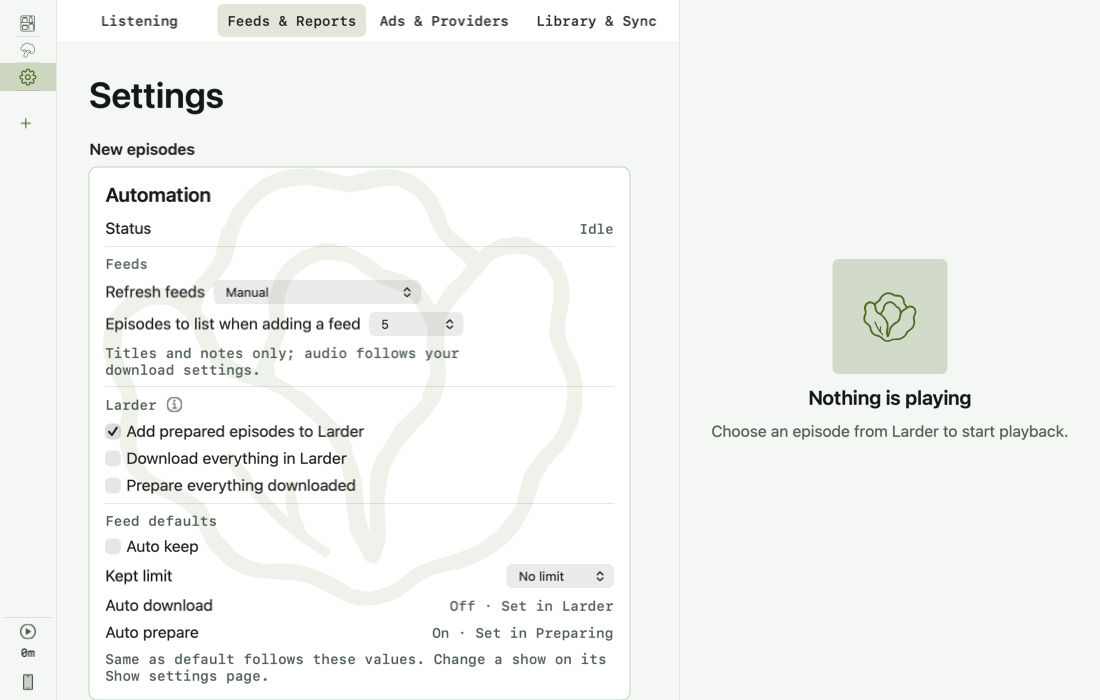 Listening
Feeds & Reports
Ads & Providers
Library & Sync
Settings
New episodes
Automation
Status
Idle
Feeds
Refresh feeds
Manual
Episodes to list when adding a feed
5
Titles and notes only; audio follows your
download settings.
Larder
Add prepared episodes to Larder
Download everything in Larder
Prepare everything downloaded
Feed defaults
Auto keep
Kept limit
No limit
Auto download
Off · Set in Larder
Auto prepare
On · Set in Preparing
Same as default follows these values. Change a show on its
Show settings page.
0m
Nothing is playing
Choose an episode from Larder to start playback.